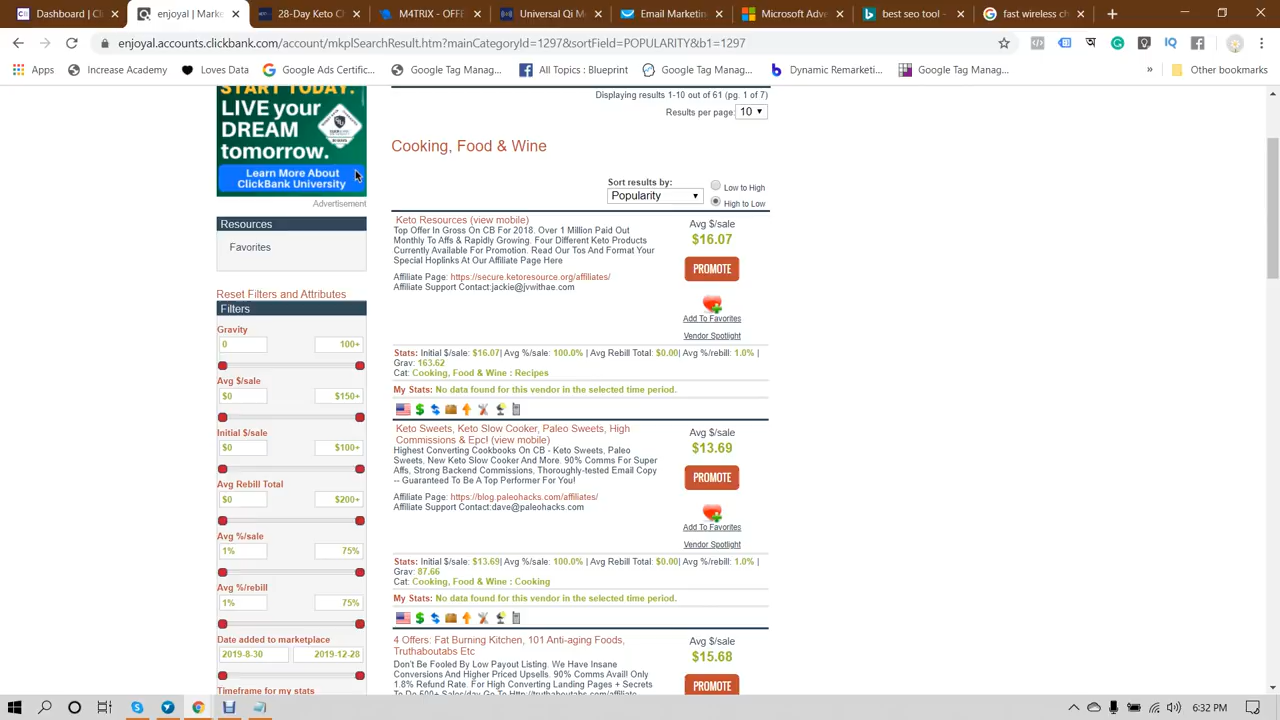 CII Dashboard | ClickBank
enjoyal | Marke
Microsoft Adver
best seo tool -
fast wireless ch
enjoyal.accounts.clickbank.com/account/mkplSearchResult.htm?mainCategoryId=1297&sortField=POPULARITY&b1=1297
Apps
Increase Academy
Loves Data
Google Ads Certific...
Google Tag Manag...
All Topics : Blueprint
Google Tag Manag...
Dynamic Remarketi...
Google Tag Manag...
»
Other bookmarks
START TODAY.
LIVE your
DREAM
tomorrow.
Learn More About
ClickBank University
Advertisement
Resources
Favorites
Reset Filters and Attributes
Filters
Gravity
0 100+
Avg $/sale
$0 $150+
Initial $/sale
$0 $100+
Avg Rebill Total
$0 $200+
Avg %/sale
1% 75%
Avg %/rebill
1% 75%
Date added to marketplace
2019-8-30 2019-12-28
Timeframe for my stats
Displaying results 1-10 out of 61 (pg. 1 of 7)
Results per page: 10
Cooking, Food & Wine
Sort results by:
Popularity
Low to High
High to Low
Keto Resources (view mobile)
Top Offer In Gross On CB For 2018. Over 1 Million Paid Out
Monthly To Affs & Rapidly Growing. Four Different Keto Products
Currently Available For Promotion. Read Our Tos And Format Your
Special Hoplinks At Our Affiliate Page Here
Affiliate Page: https://secure.ketoresource.org/affiliates/
Affiliate Support Contact:jackie@jvwithae.com
Avg $/sale
$16.07
PROMOTE
Add To Favorites
Vendor Spotlight
Stats: Initial $/sale: $16.07| Avg %/sale: 100.0% | Avg Rebill Total: $0.00| Avg %/rebill: 1.0% |
Grav: 163.62
Cat: Cooking, Food & Wine : Recipes
My Stats: No data found for this vendor in the selected time period.
Keto Sweets, Keto Slow Cooker, Paleo Sweets, High
Commissions & Epc! (view mobile)
Highest Converting Cookbooks On CB - Keto Sweets, Paleo
Sweets, New Keto Slow Cooker And More. 90% Comms For Super
Affs, Strong Backend Commissions, Thoroughly-tested Email Copy
-- Guaranteed To Be A Top Performer For You!
Affiliate Page: https://blog.paleohacks.com/affiliates/
Affiliate Support Contact:dave@paleohacks.com
Avg $/sale
$13.69
PROMOTE
Add To Favorites
Vendor Spotlight
Stats: Initial $/sale: $13.69| Avg %/sale: 100.0% | Avg Rebill Total: $0.00| Avg %/rebill: 1.0% |
Grav: 87.66
Cat: Cooking, Food & Wine : Cooking
My Stats: No data found for this vendor in the selected time period.
4 Offers: Fat Burning Kitchen, 101 Anti-aging Foods,
Truthaboutabs Etc
Don't Be Fooled By Low Payout Listing. We Have Insane
Conversions And Higher Priced Upsells. 90% Comms Avail! Only
1.8% Refund Rate. For High Converting Landing Pages + Scripts
To Do 500+ Sales/day Go To Http://truthaboutabs.com/affiliate
Avg $/sale
$15.68
PROMOTE
6:32 PM